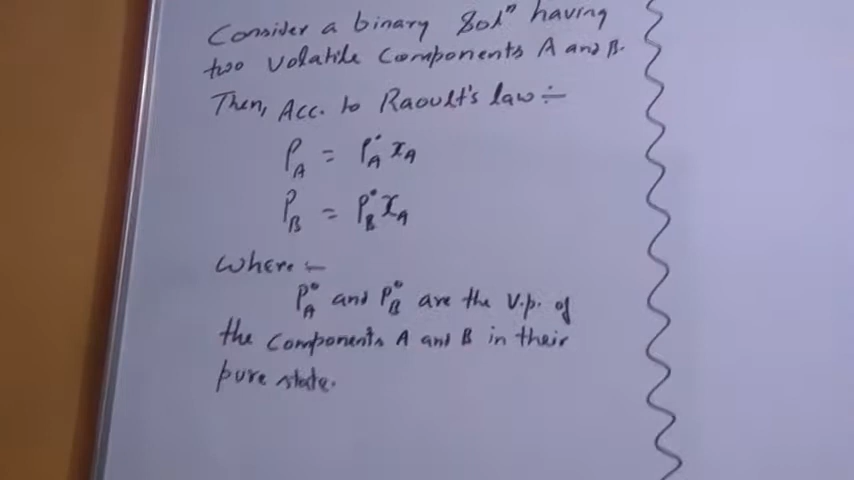 Consider a binary Solⁿ having
two volatile components A and B.
Then, Acc. to Raoult's law ÷
P_A = P°_A x_A
P_B = P°_B x_A
where :-
P°_A and P°_B are the v.p. of
the components A and B in their
pure state.